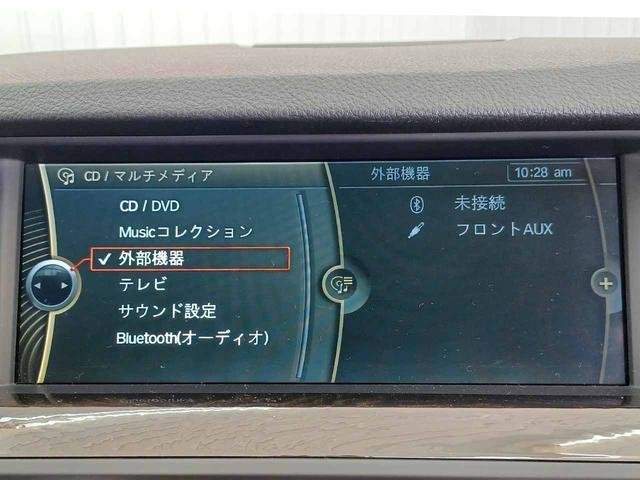 CD / マルチメディア
CD / DVD
Musicコレクション
外部機器
テレビ
サウンド設定
Bluetooth(オーディオ)
外部機器
10:28 am
未接続
フロントAUX